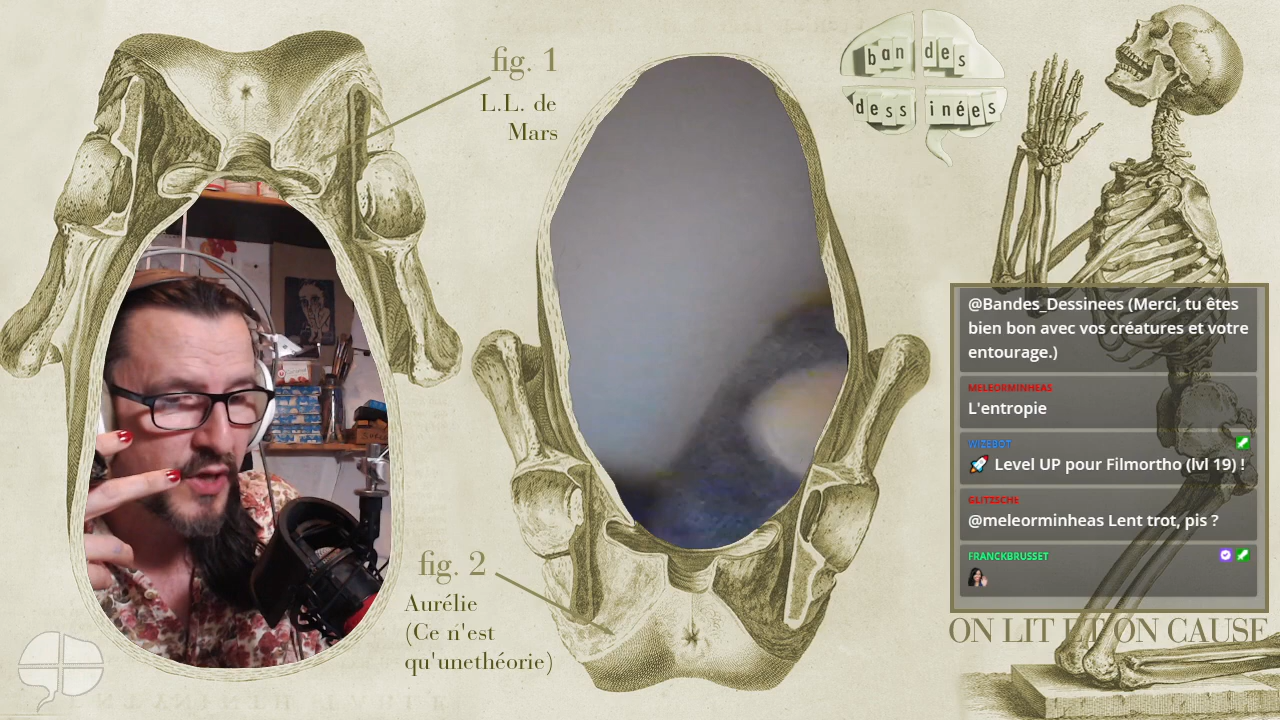 fig. 1
L.L. de
Mars
ban des
dess inées
@Bandes_Dessinees (Merci, tu êtes
bien bon avec vos créatures et votre
entourage.)
MELEORMINHEAS
L'entropie
WIZEBOT
🚀 Level UP pour Filmortho (lvl 19) !
GLITZSCHE
@meleorminheas Lent trot, pis ?
FRANCKBRUSSET
fig. 2
Aurélie
(Ce n'est
qu'unethéorie)
ON LIT ET ON CAUSE